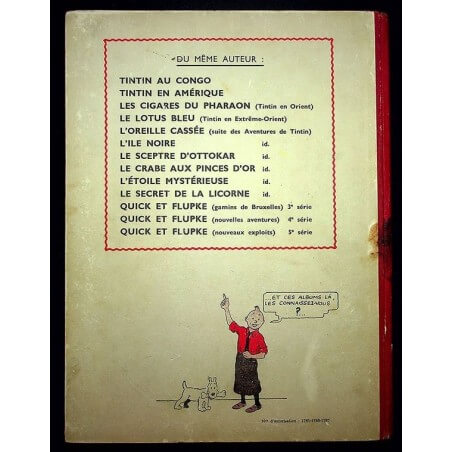 DU MÊME AUTEUR :
TINTIN AU CONGO
TINTIN EN AMÉRIQUE
LES CIGARES DU PHARAON (Tintin en Orient)
LE LOTUS BLEU (Tintin en Extrême-Orient)
L'OREILLE CASSÉE (suite des Aventures de Tintin)
L'ILE NOIRE id.
LE SCEPTRE D'OTTOKAR id.
LE CRABE AUX PINCES D'OR id.
L'ÉTOILE MYSTÉRIEUSE id.
LE SECRET DE LA LICORNE id.
QUICK ET FLUPKE (gamins de Bruxelles) 3e série
QUICK ET FLUPKE (nouvelles aventures) 4e série
QUICK ET FLUPKE (nouveaux exploits) 5e série
...ET CES ALBUMS LÀ
LES CONNAISSEZ-VOUS
?..
d'autorisation :